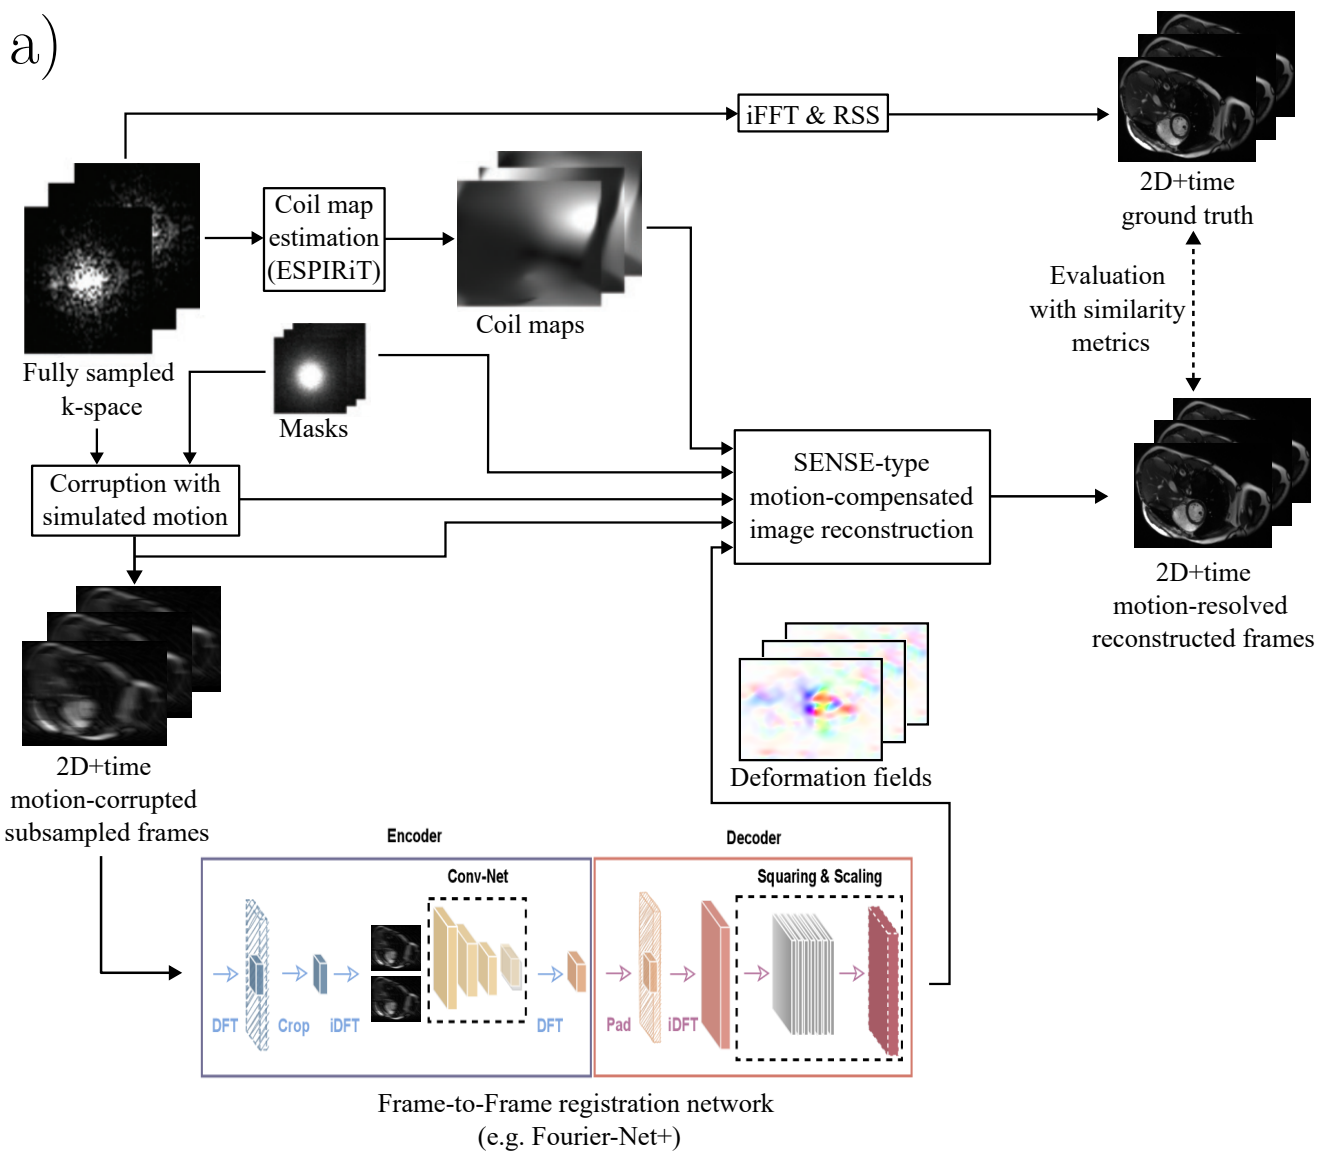 a)
iFFT & RSS
2D+time
ground truth
Coil map
estimation
(ESPIRiT)
Coil maps
Evaluation
with similarity
metrics
Fully sampled
k-space
Masks
Corruption with
simulated motion
SENSE-type
motion-compensated
image reconstruction
2D+time
motion-resolved
reconstructed frames
2D+time
motion-corrupted
subsampled frames
Deformation fields
Encoder
Decoder
Conv-Net
Squaring & Scaling
DFT
Crop
iDFT
DFT
Pad
iDFT
Frame-to-Frame registration network
(e.g. Fourier-Net+)